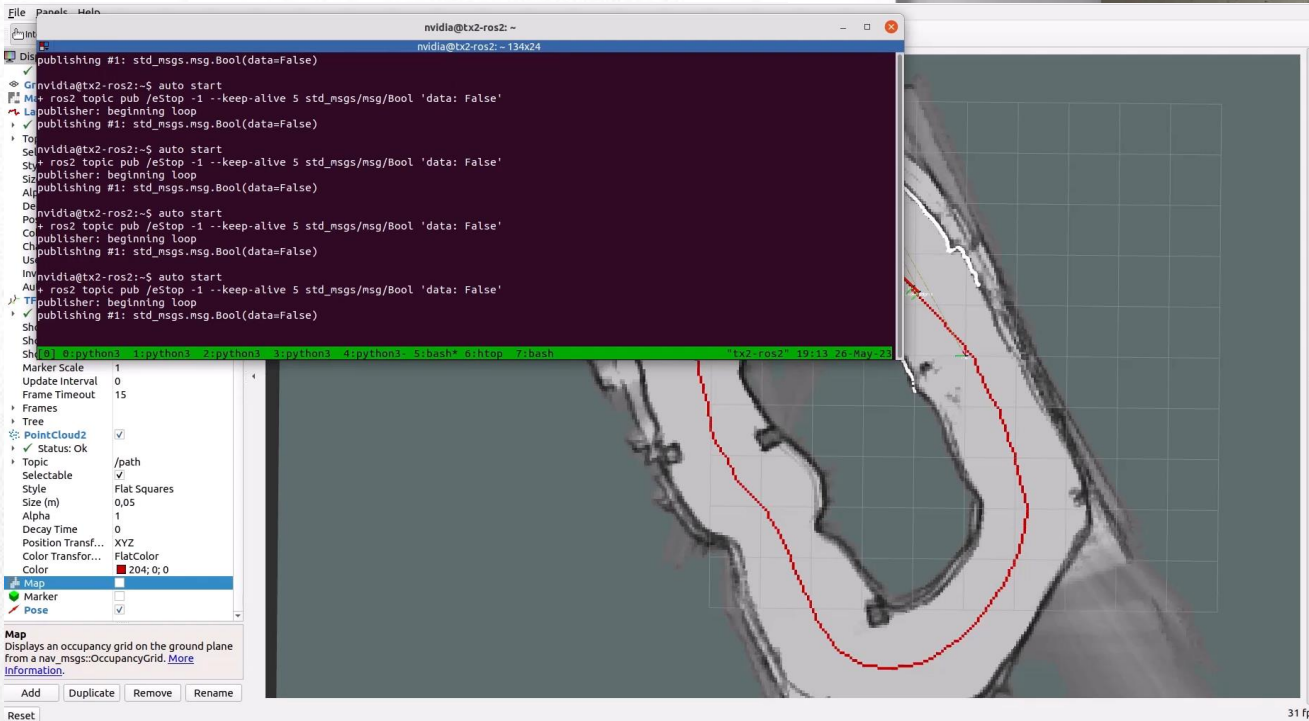 File Panels Help
nvidia@tx2-ros2: ~
Int
nvidia@tx2-ros2: ~ 134x24
Dis
publishing #1: std_msgs.msg.Bool(data=False)
nvidia@tx2-ros2:~$ auto start
+ ros2 topic pub /eStop -1 --keep-alive 5 std_msgs/msg/Bool 'data: False'
publisher: beginning loop
publishing #1: std_msgs.msg.Bool(data=False)
nvidia@tx2-ros2:~$ auto start
+ ros2 topic pub /eStop -1 --keep-alive 5 std_msgs/msg/Bool 'data: False'
publisher: beginning loop
publishing #1: std_msgs.msg.Bool(data=False)
nvidia@tx2-ros2:~$ auto start
+ ros2 topic pub /eStop -1 --keep-alive 5 std_msgs/msg/Bool 'data: False'
publisher: beginning loop
publishing #1: std_msgs.msg.Bool(data=False)
nvidia@tx2-ros2:~$ auto start
+ ros2 topic pub /eStop -1 --keep-alive 5 std_msgs/msg/Bool 'data: False'
publisher: beginning loop
publishing #1: std_msgs.msg.Bool(data=False)
[0] 0:python3 1:python3 2:python3 3:python3 4:python3- 5:bash* 6:htop 7:bash "tx2-ros2" 19:13 26-May-23
Marker Scale 1
Update Interval 0
Frame Timeout 15
Frames
Tree
PointCloud2
Status: Ok
Topic /path
Selectable
Style Flat Squares
Size (m) 0,05
Alpha 1
Decay Time 0
Position Transf... XYZ
Color Transfor... FlatColor
Color 204; 0; 0
Map
Marker
Pose
Map
Displays an occupancy grid on the ground plane
from a nav_msgs::OccupancyGrid. More
Information.
Add Duplicate Remove Rename
Reset
31 fp